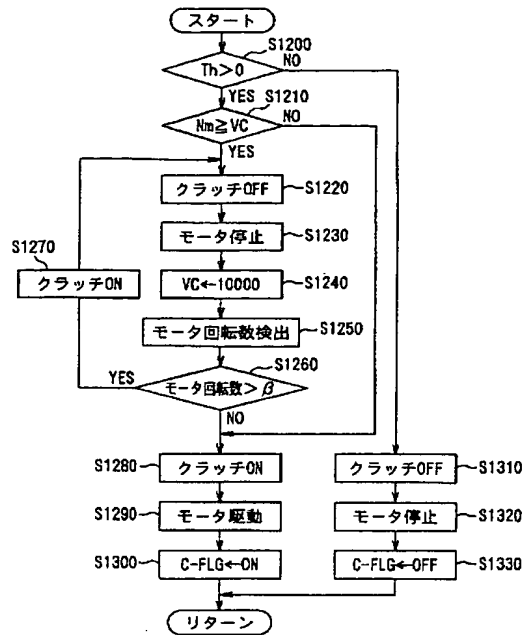 スタート
S1200
Th>0
NO
YES
S1210
Nm≧VC
NO
YES
クラッチOFF
S1220
モータ停止
S1230
S1270
クラッチON
VC←10000
S1240
モータ回転数検出
S1250
S1260
YES
モータ回転数>β
NO
S1280
クラッチON
クラッチOFF
S1310
S1290
モータ駆動
モータ停止
S1320
S1300
C-FLG←ON
C-FLG←OFF
S1330
リターン